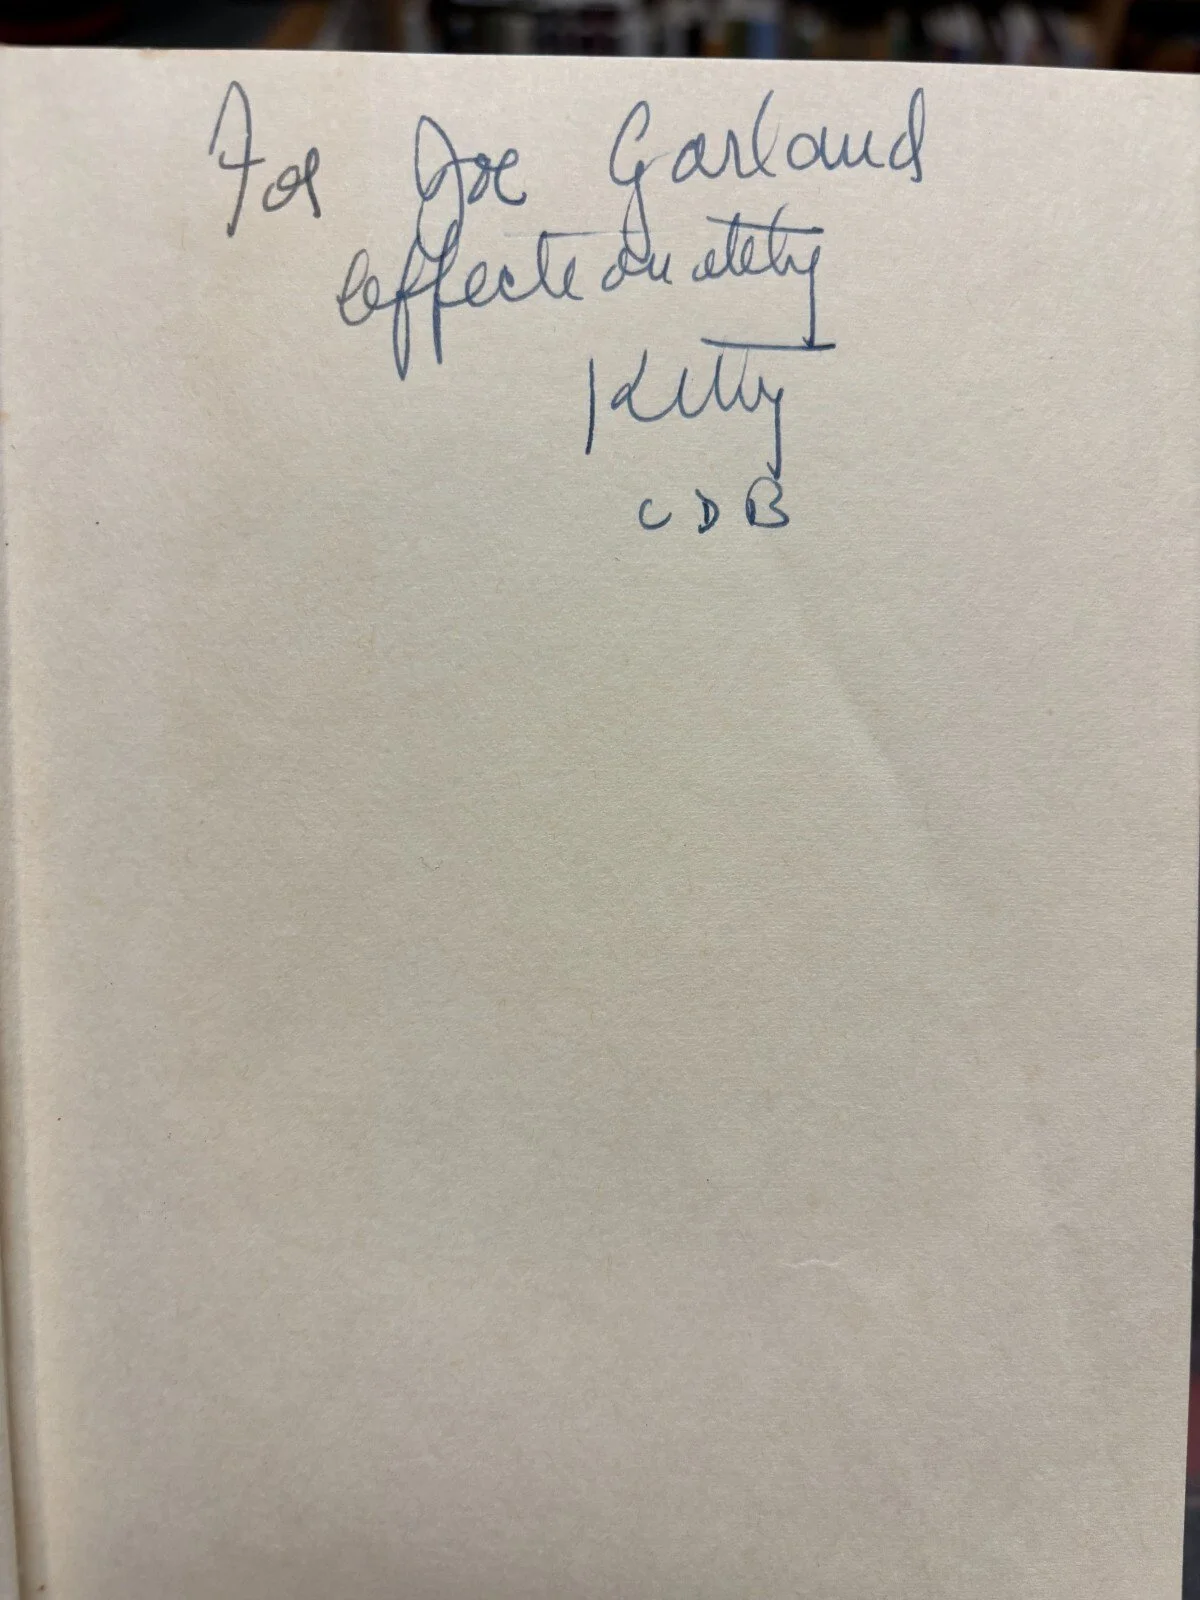 For Joe Garland
affectionately
Kitty
CDB